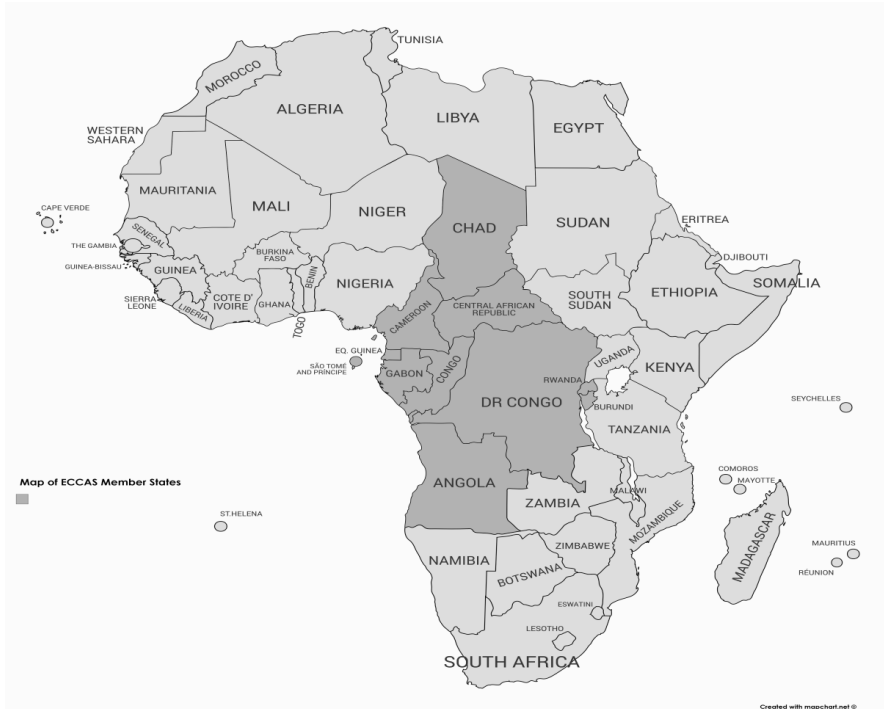 TUNISIA
MOROCCO
ALGERIA
LIBYA
EGYPT
WESTERN
SAHARA
MAURITANIA
MALI
NIGER
CHAD
SUDAN
ERITREA
CAPE VERDE
SENEGAL
THE GAMBIA
GUINEA-BISSAU
GUINEA
BURKINA
FASO
BENIN
NIGERIA
DJIBOUTI
SOMALIA
ETHIOPIA
SOUTH
SUDAN
SIERRA
LEONE
LIBERIA
COTE D'
IVOIRE
GHANA
TOGO
CAMEROON
CENTRAL AFRICAN
REPUBLIC
EQ. GUINEA
SÃO TOMÉ
AND PRÍNCIPE
GABON
CONGO
DR CONGO
UGANDA
KENYA
RWANDA
BURUNDI
TANZANIA
SEYCHELLES
COMOROS
MAYOTTE
Map of ECCAS Member States
ANGOLA
ZAMBIA
MALAWI
MOZAMBIQUE
MADAGASCAR
ST.HELENA
MAURITIUS
RÉUNION
NAMIBIA
BOTSWANA
ZIMBABWE
ESWATINI
LESOTHO
SOUTH AFRICA
Created with mapchart.net ©